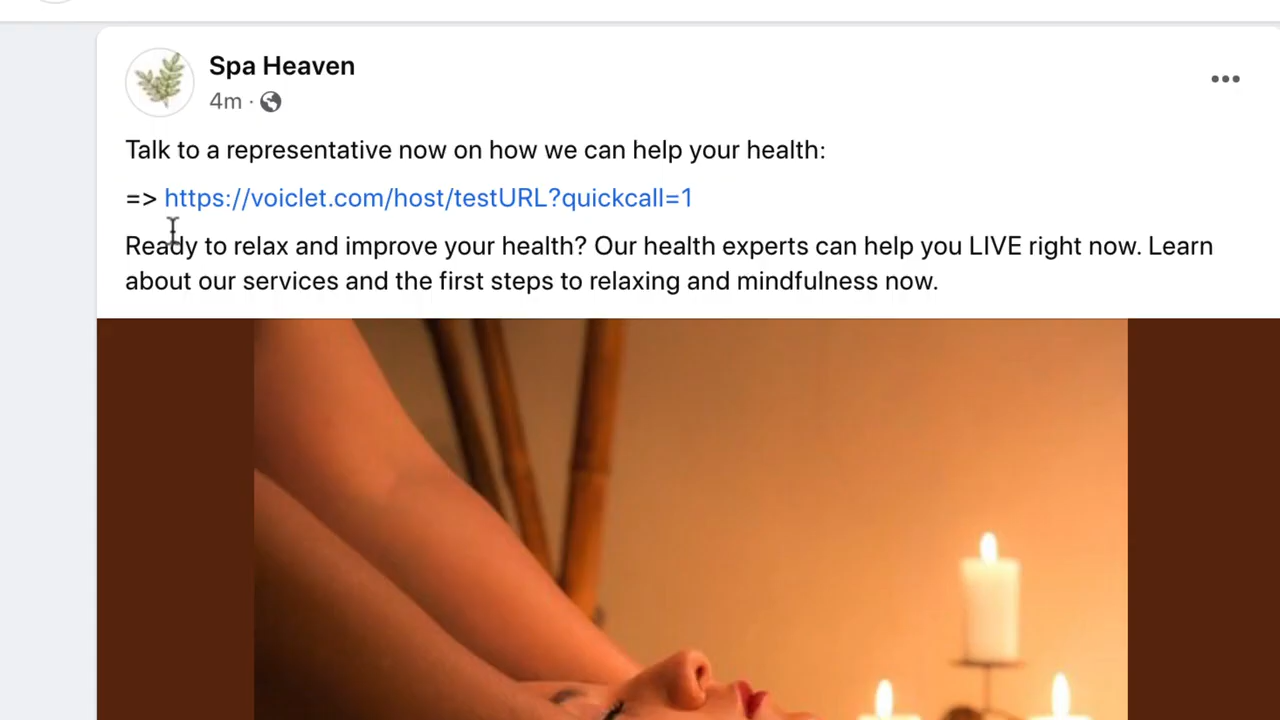 Spa Heaven
4m ·
Talk to a representative now on how we can help your health:
=> https://voiclet.com/host/testURL?quickcall=1
Ready to relax and improve your health? Our health experts can help you LIVE right now. Learn
about our services and the first steps to relaxing and mindfulness now.